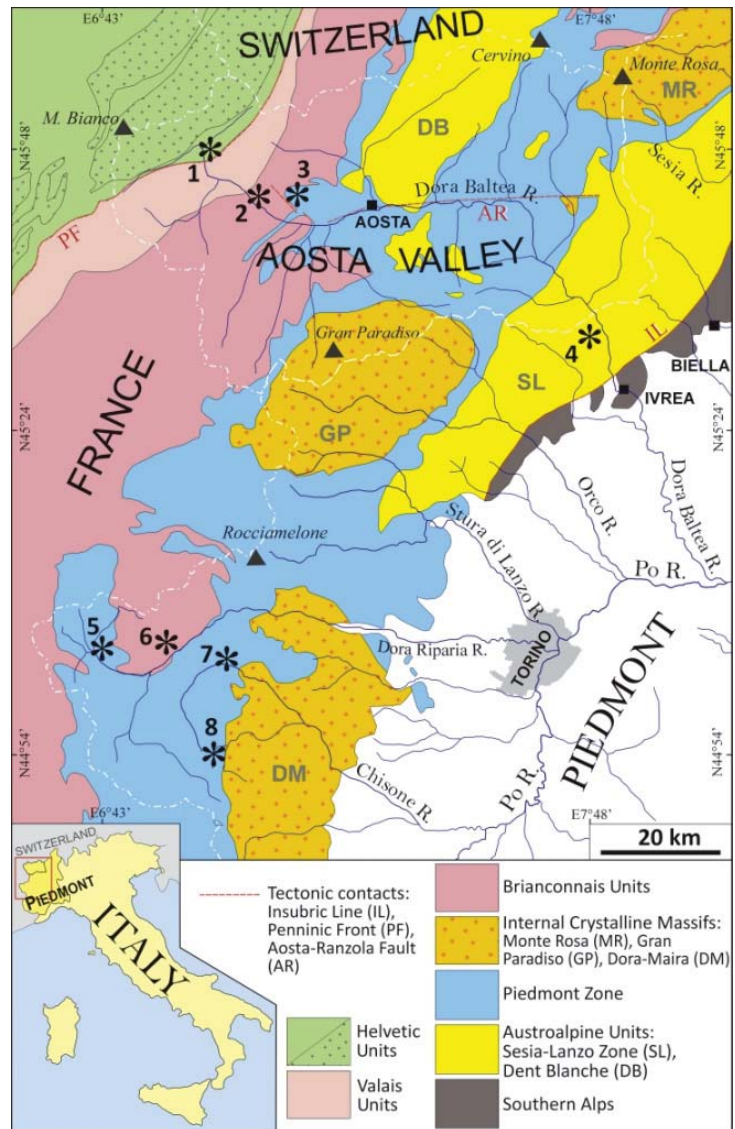 E6°43'
E7°48'
SWITZERLAND
Cervino
Monte Rosa
MR
M. Bianco
N45°48'
N45°48'
DB
Sesia R.
1
2
3
Dora Baltea R.
AOSTA
AR
PF
AOSTA VALLEY
Gran Paradiso
4
IL
BIELLA
SL
IVREA
FRANCE
GP
N45°24'
N45°24'
Orco R.
Dora Baltea R.
Stura di Lanzo R.
Rocciamelone
Po R.
5
6
7
Dora Riparia R.
TORINO
PIEDMONT
8
N44°54'
N44°54'
DM
Chisone R.
Po R.
E6°43'
E7°48'
20 km
SWITZERLAND
PIEDMONT
ITALY
Tectonic contacts:
Insubric Line (IL),
Penninic Front (PF),
Aosta-Ranzola Fault
(AR)
Helvetic
Units
Valais
Units
Brianconnais Units
Internal Crystalline Massifs:
Monte Rosa (MR), Gran
Paradiso (GP), Dora-Maira (DM)
Piedmont Zone
Austroalpine Units:
Sesia-Lanzo Zone (SL),
Dent Blanche (DB)
Southern Alps